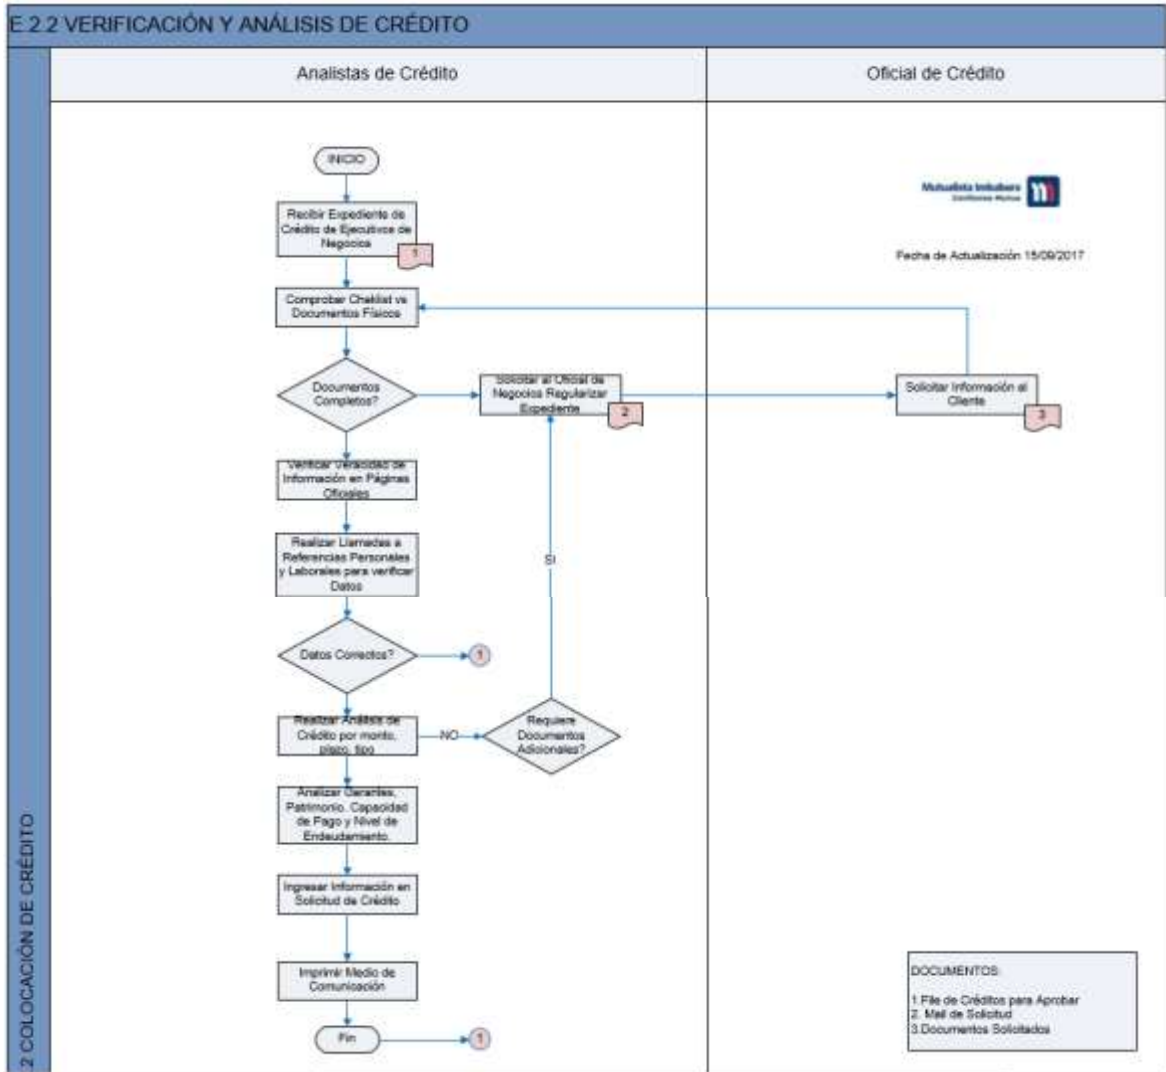 E.2.2 VERIFICACIÓN Y ANÁLISIS DE CRÉDITO
Analistas de Crédito
Oficial de Crédito
INICIO
Mutualista Imbabura
Recibir Expediente de
Crédito de Ejecutivos de
Negocios
1
Fecha de Actualización 15/09/2017
Comprobar Cheklist vs
Documentos Físicos
Documentos
Completos?
Solicitar al Oficial de
Negocios Regularizar
Expediente
2
Solicitar Información al
Cliente
3
Verificar Veracidad de
Información en Páginas
Oficiales
Realizar Llamadas a
Referencias Personales
y Laborales para verificar
Datos
SI
Datos Correctos?
1
Realizar Análisis de
Crédito por monto,
plazo, tipo
NO
Requiere
Documentos
Adicionales?
Analizar Garantes,
Patrimonio, Capacidad
de Pago y Nivel de
Endeudamiento.
Ingresar Información en
Solicitud de Crédito
Imprimir Medio de
Comunicación
Fin
1
DOCUMENTOS:
1.File de Créditos para Aprobar
2. Mail de Solicitud
3.Documentos Solicitados
2 COLOCACIÓN DE CRÉDITO